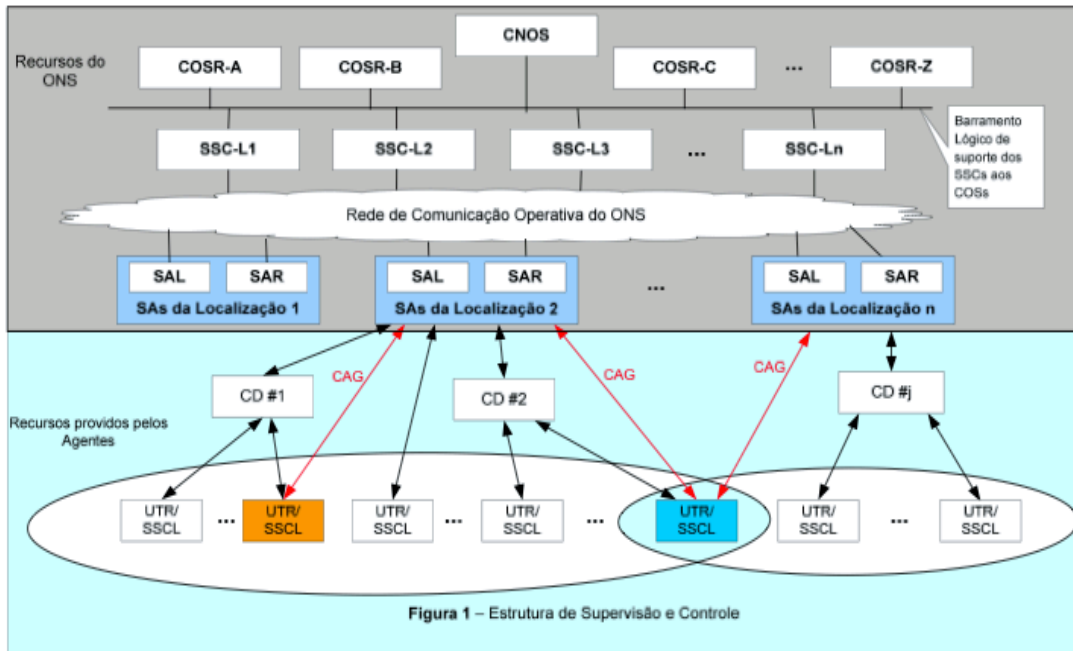 CNOS
Recursos do
ONS
COSR-A
COSR-B
COSR-C
...
COSR-Z
Barramento
Lógico de
suporte dos
SSCs aos
COSs
SSC-L1
SSC-L2
SSC-L3
...
SSC-Ln
Rede de Comunicação Operativa do ONS
SAL
SAR
SAs da Localização 1
SAL
SAR
SAs da Localização 2
...
SAL
SAR
SAs da Localização n
CAG
CAG
CAG
CD #1
CD #2
CD #j
Recursos providos pelos
Agentes
UTR/
SSCL
...
UTR/
SSCL
UTR/
SSCL
...
UTR/
SSCL
...
UTR/
SSCL
UTR/
SSCL
...
UTR/
SSCL
Figura 1 – Estrutura de Supervisão e Controle